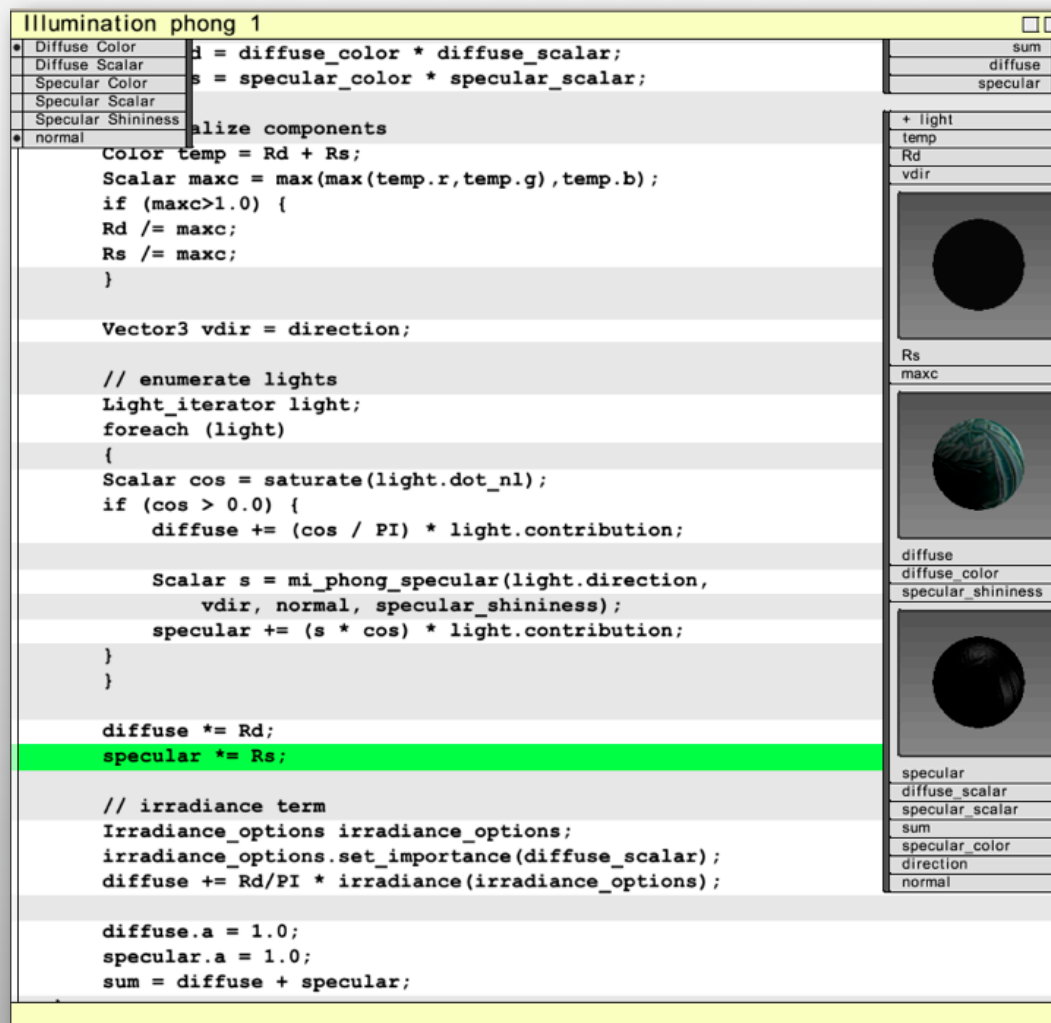 Illumination phong 1
Diffuse Color
Diffuse Scalar
Specular Color
Specular Scalar
Specular Shininess
normal
d = diffuse_color * diffuse_scalar;
s = specular_color * specular_scalar;
alize components
Color temp = Rd + Rs;
Scalar maxc = max(max(temp.r,temp.g),temp.b);
if (maxc>1.0) {
Rd /= maxc;
Rs /= maxc;
}
Vector3 vdir = direction;
// enumerate lights
Light_iterator light;
foreach (light)
{
Scalar cos = saturate(light.dot_nl);
if (cos > 0.0) {
diffuse += (cos / PI) * light.contribution;
Scalar s = mi_phong_specular(light.direction,
vdir, normal, specular_shininess);
specular += (s * cos) * light.contribution;
}
}
diffuse *= Rd;
specular *= Rs;
// irradiance term
Irradiance_options irradiance_options;
irradiance_options.set_importance(diffuse_scalar);
diffuse += Rd/PI * irradiance(irradiance_options);
diffuse.a = 1.0;
specular.a = 1.0;
sum = diffuse + specular;
sum
diffuse
specular
+ light
temp
Rd
vdir
Rs
maxc
diffuse
diffuse_color
specular_shininess
specular
diffuse_scalar
specular_scalar
sum
specular_color
direction
normal